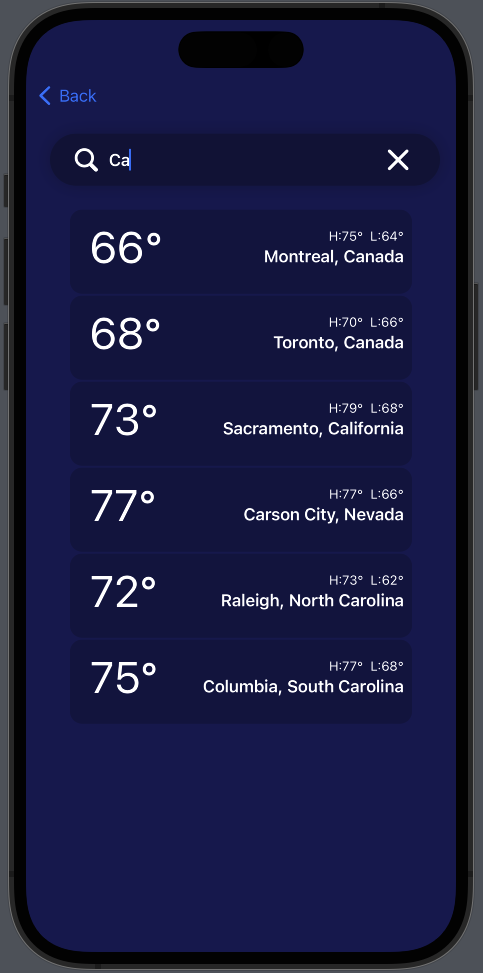 Back
Ca
66°
H:75° L:64°
Montreal, Canada
68°
H:70° L:66°
Toronto, Canada
73°
H:79° L:68°
Sacramento, California
77°
H:77° L:66°
Carson City, Nevada
72°
H:73° L:62°
Raleigh, North Carolina
75°
H:77° L:68°
Columbia, South Carolina